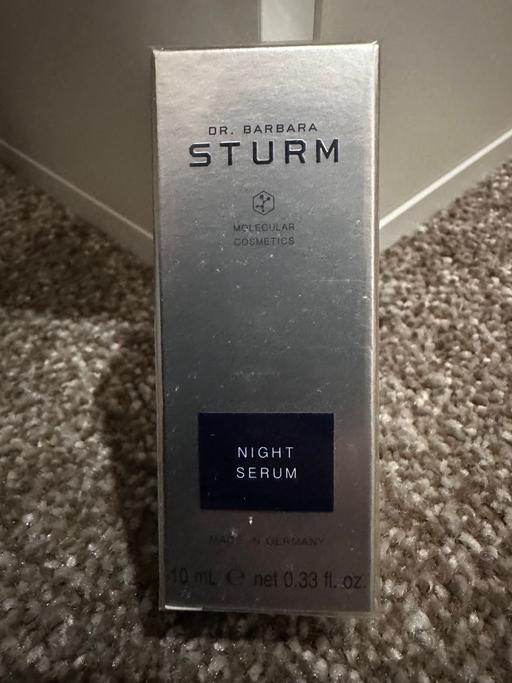 DR. BARBARA
STURM
MOLECULAR
COSMETICS
NIGHT
SERUM
MADE IN GERMANY
10 mL ℮ net 0.33 fl. oz.